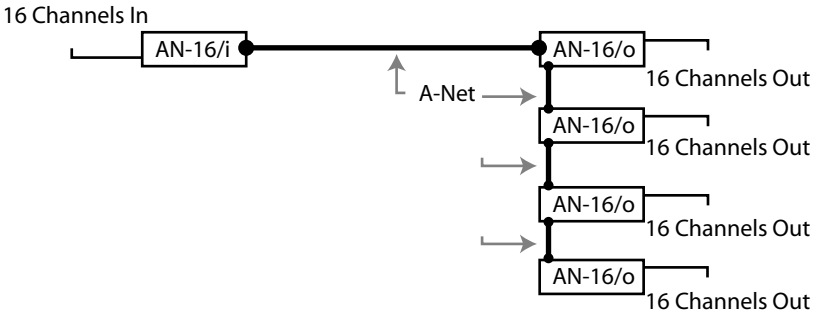 16 Channels In
AN-16/i
AN-16/o
16 Channels Out
A-Net
AN-16/o
16 Channels Out
AN-16/o
16 Channels Out
AN-16/o
16 Channels Out